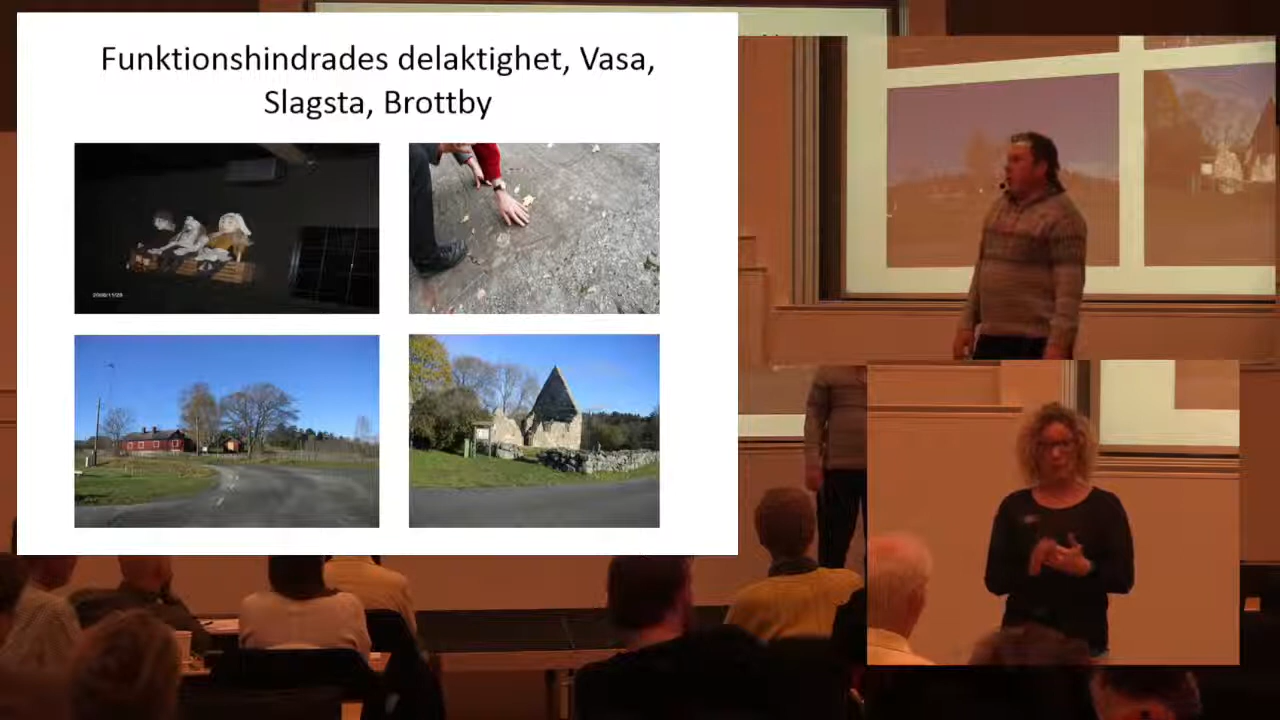 Funktionshindrades delaktighet, Vasa,
Slagsta, Brottby